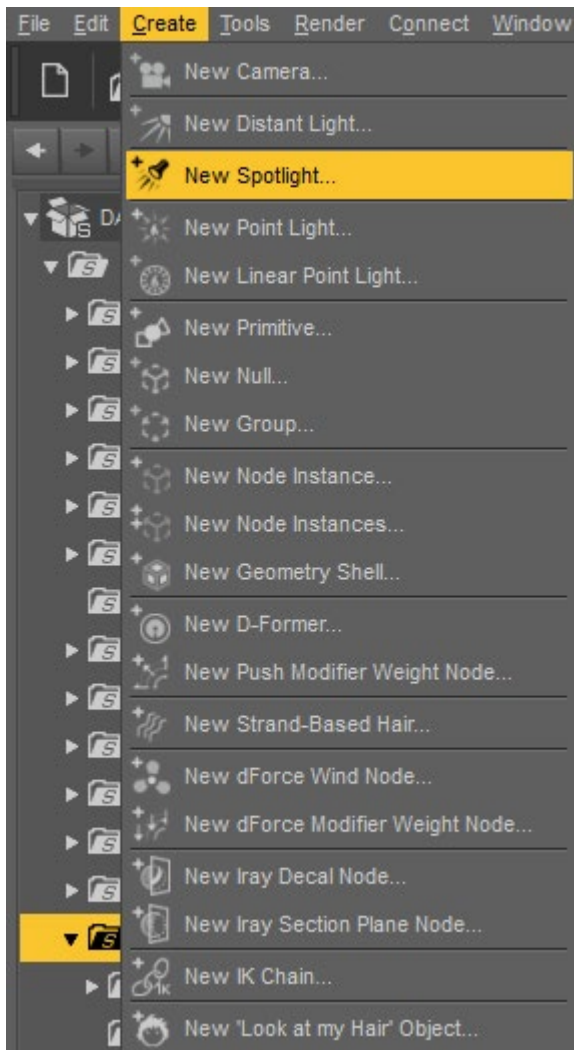 File Edit Create Tools Render Connect Window
New Camera...
New Distant Light...
New Spotlight...
New Point Light...
New Linear Point Light...
New Primitive...
New Null...
New Group...
New Node Instance...
New Node Instances...
New Geometry Shell...
New D-Former...
New Push Modifier Weight Node...
New Strand-Based Hair...
New dForce Wind Node...
New dForce Modifier Weight Node...
New Iray Decal Node...
New Iray Section Plane Node...
New IK Chain...
New 'Look at my Hair' Object...